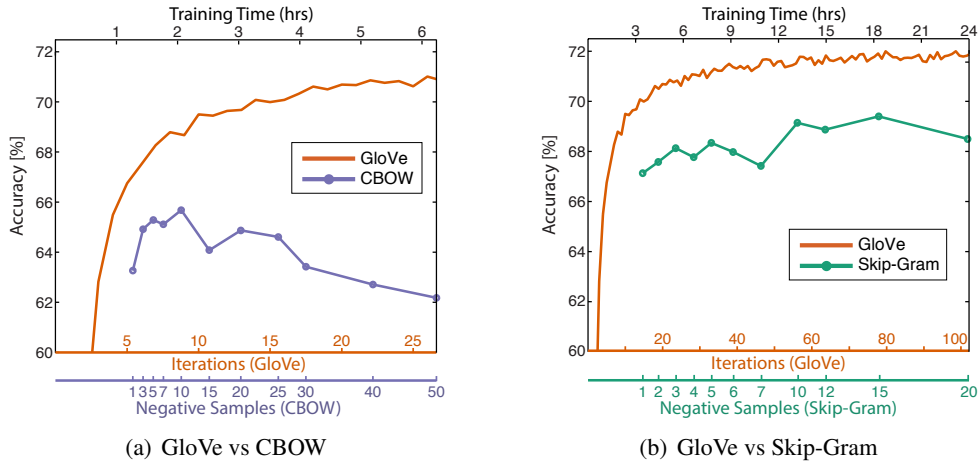 Training Time (hrs)
1 2 3 4 5 6
72
70
68
66
64
62
60
Accuracy [%]
GloVe
CBOW
5 10 15 20 25
Iterations (GloVe)
1 3 5 7 10 15 20 25 30 40 50
Negative Samples (CBOW)
(a) GloVe vs CBOW
Training Time (hrs)
3 6 9 12 15 18 21 24
72
70
68
66
64
62
60
Accuracy [%]
GloVe
Skip-Gram
20 40 60 80 100
Iterations (GloVe)
1 2 3 4 5 6 7 10 12 15 20
Negative Samples (Skip-Gram)
(b) GloVe vs Skip-Gram